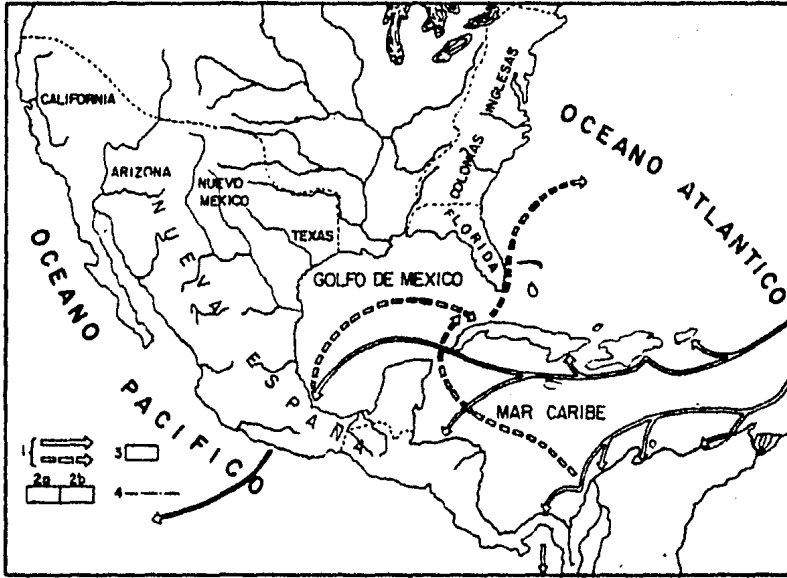 CALIFORNIA
ARIZONA
NUEVO
MEXICO
TEXAS
COLONIAS INGLESAS
FLORIDA
OCEANO ATLANTICO
GOLFO DE MEXICO
NUEVA ESPAÑA
OCEANO PACIFICO
MAR CARIBE
1
3
2a 2b
4